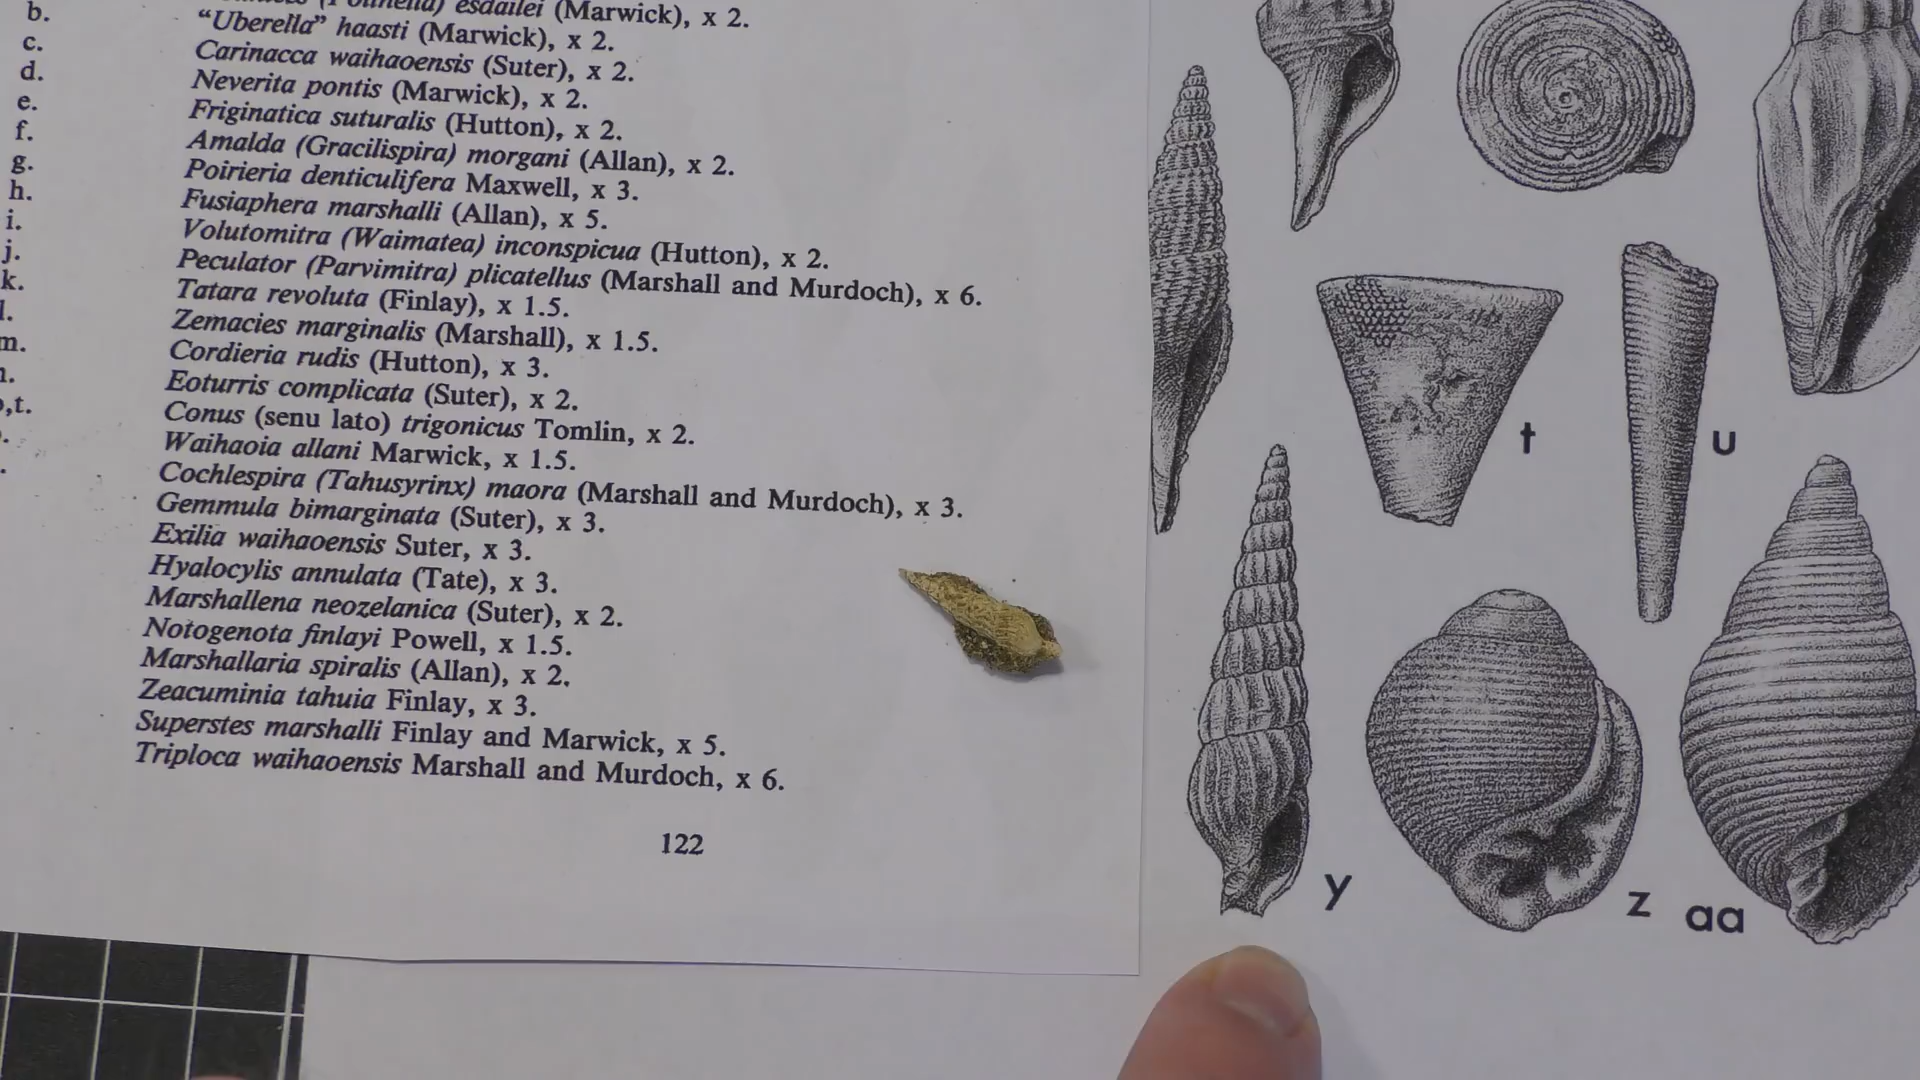 b. esdailei (Marwick), x 2.
c. "Uberella" haasti (Marwick), x 2.
d. Carinacca waihaoensis (Suter), x 2.
e. Neverita pontis (Marwick), x 2.
f. Friginatica suturalis (Hutton), x 2.
g. Amalda (Gracilispira) morgani (Allan), x 2.
h. Poirieria denticulifera Maxwell, x 3.
i. Fusiaphera marshalli (Allan), x 5.
j. Volutomitra (Waimatea) inconspicua (Hutton), x 2.
k. Peculator (Parvimitra) plicatellus (Marshall and Murdoch), x 6.
Tatara revoluta (Finlay), x 1.5.
m. Zemacies marginalis (Marshall), x 1.5.
Cordieria rudis (Hutton), x 3.
,t. Eoturris complicata (Suter), x 2.
Conus (senu lato) trigonicus Tomlin, x 2.
Waihaoia allani Marwick, x 1.5.
Cochlespira (Tahusyrinx) maora (Marshall and Murdoch), x 3.
Gemmula bimarginata (Suter), x 3.
Exilia waihaoensis Suter, x 3.
Hyalocylis annulata (Tate), x 3.
Marshallena neozelanica (Suter), x 2.
Notogenota finlayi Powell, x 1.5.
Marshallaria spiralis (Allan), x 2.
Zeacuminia tahuia Finlay, x 3.
Superstes marshalli Finlay and Marwick, x 5.
Triploca waihaoensis Marshall and Murdoch, x 6.
122
t
u
y
z
aa